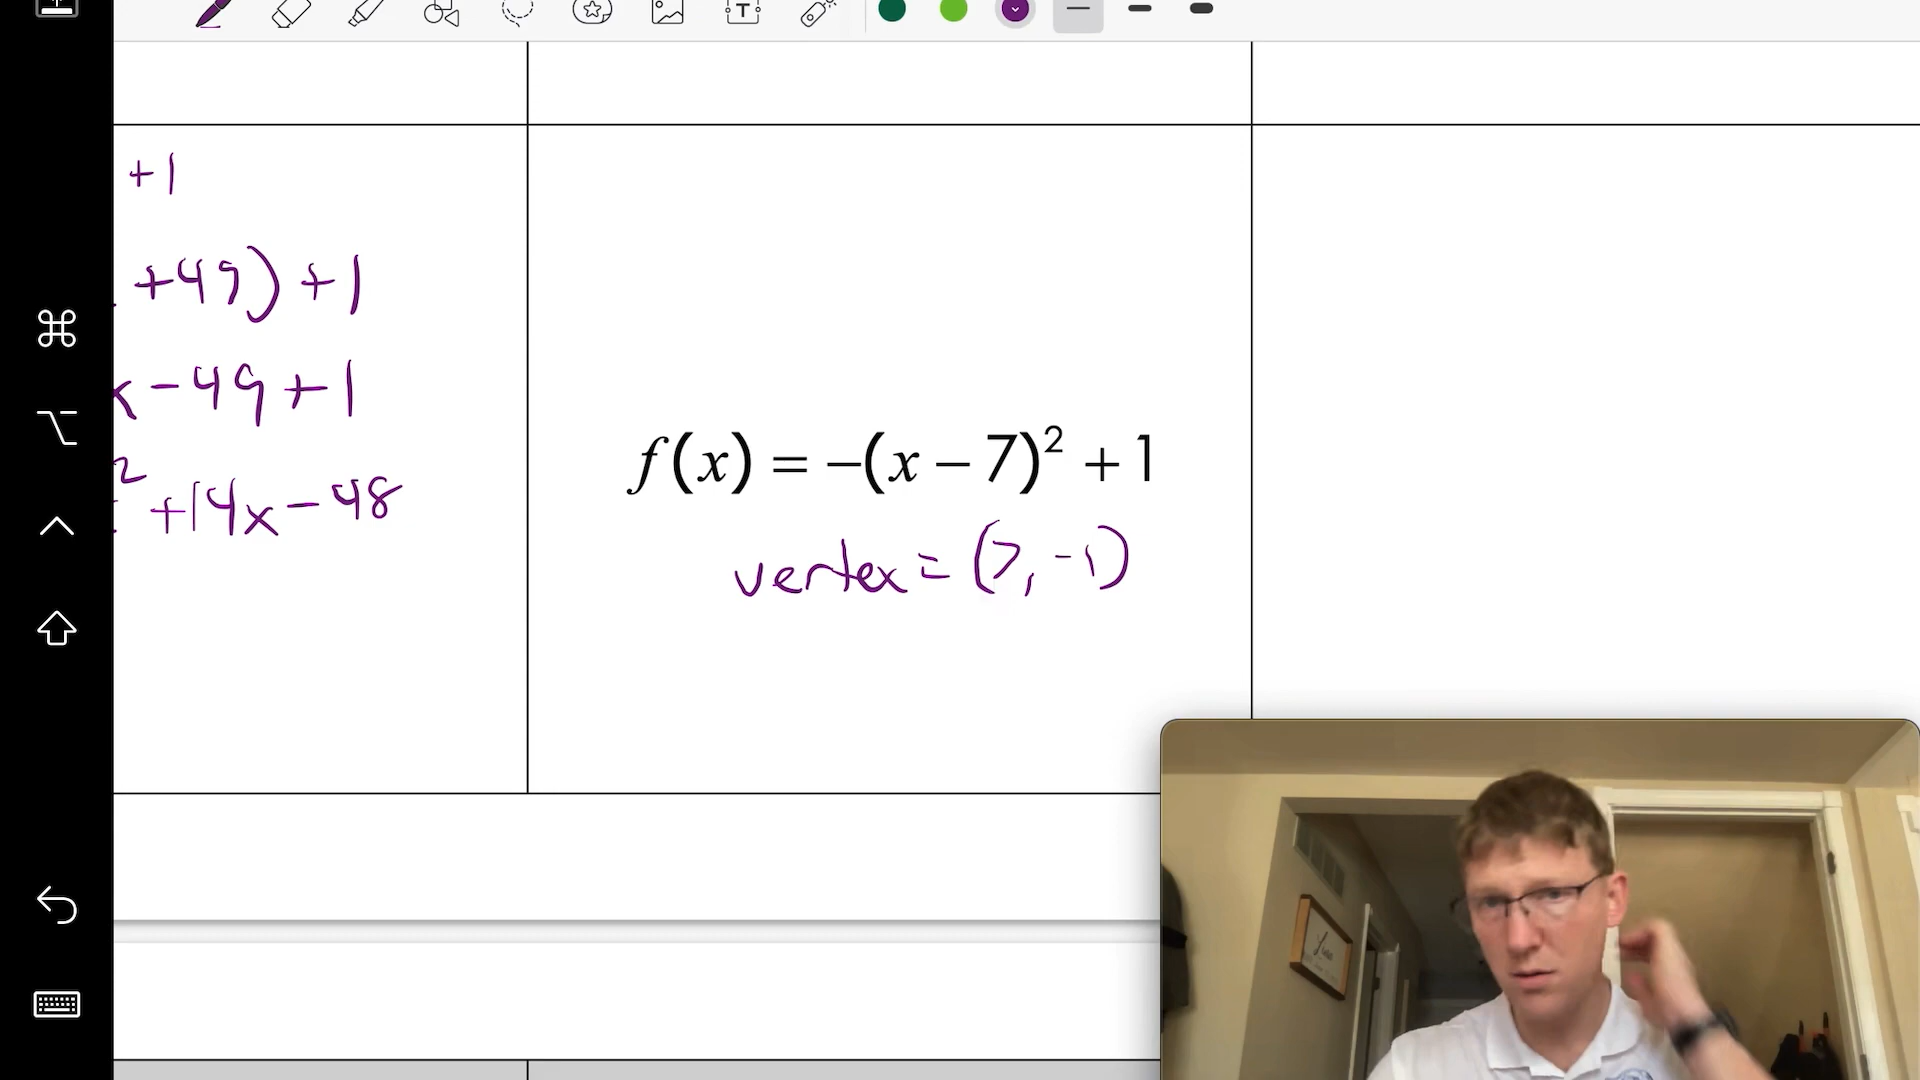 +1
+49) + 1
x - 49 + 1
2 + 14x - 48
f(x) = -(x - 7)² + 1
vertex = (7, -1)